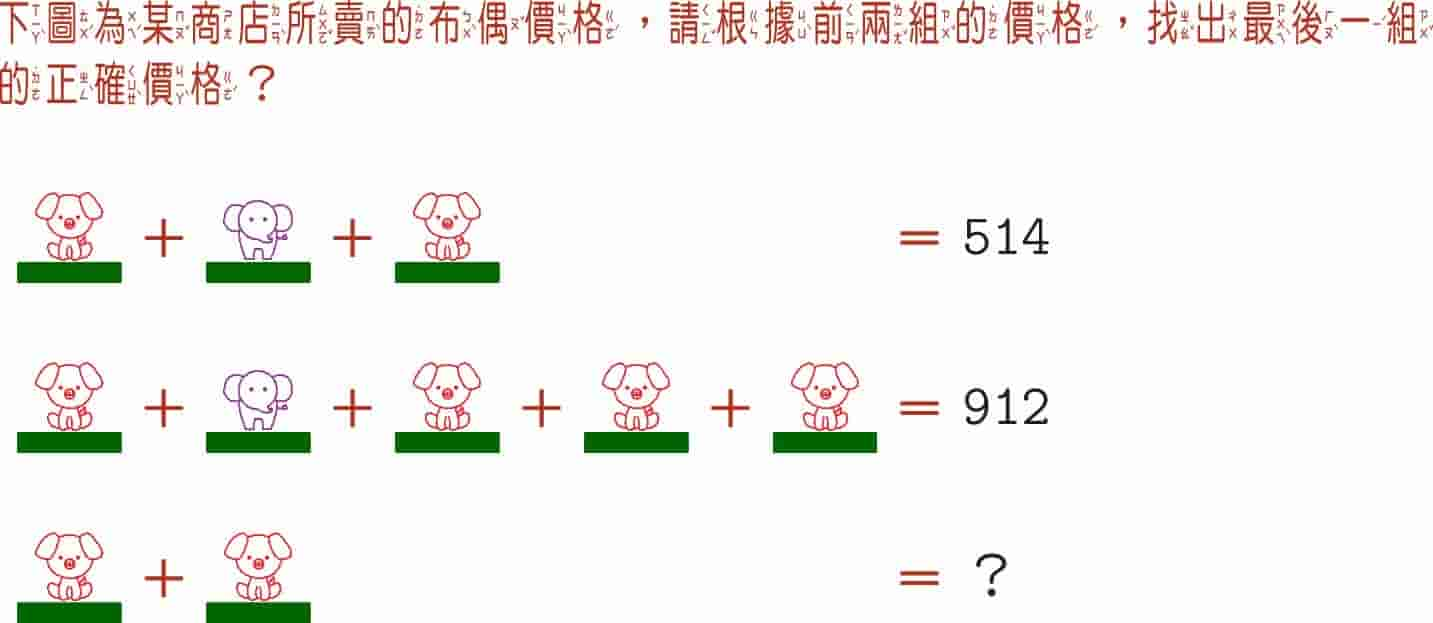 下圖為某商店所賣的布偶價格，請根據前兩組的價格，找出最後一組
的正確價格？
+ + = 514
+ + + + = 912
+ = ?